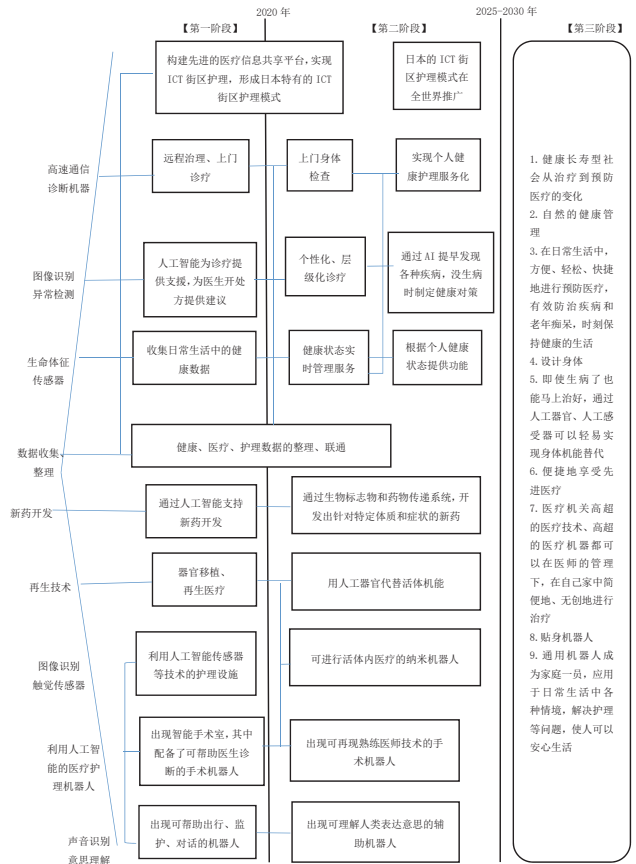 2020 年
2025-2030 年
【第一阶段】
【第二阶段】
【第三阶段】
构建先进的医疗信息共享平台，实现
ICT 街区护理，形成日本特有的 ICT
街区护理模式
日本的 ICT 街
区护理模式在
全世界推广
高速通信
诊断机器
远程治理、上门
诊疗
上门身体
检查
实现个人健
康护理服务化
图像识别
异常检测
人工智能为诊疗提
供支援，为医生开处
方提供建议
个性化、层
级化诊疗
通过 AI 提早发现
各种疾病，没生病
时制定健康对策
生命体征
传感器
收集日常生活中的健
康数据
健康状态实
时管理服务
根据个人健康
状态提供功能
数据收集、
整理
健康、医疗、护理数据的整理、联通
新药开发
通过人工智能支持
新药开发
通过生物标志物和药物传递系统，开
发出针对特定体质和症状的新药
再生技术
器官移植、
再生医疗
用人工器官代替活体机能
图像识别
触觉传感器
利用人工智能传感器
等技术的护理设施
可进行活体内医疗的纳米机器人
利用人工智
能的医疗护
理机器人
出现智能手术室，其中
配备了可帮助医生诊
断的手术机器人
出现可再现熟练医师技术的手
术机器人
声音识别
意思理解
出现可帮助出行、监
护、对话的机器人
出现可理解人类表达意思的辅
助机器人
1. 健康长寿型社
会从治疗到预防
医疗的变化
2. 自然的健康管
理
3. 在日常生活中，
方便、轻松、快捷
地进行预防医疗，
有效防治疾病和
老年痴呆，时刻保
持健康的生活
4. 设计身体
5. 即使生病了也
能马上治好，通过
人工器官、人工感
受器可以轻易实
现身体机能替代
6. 便捷地享受先
进医疗
7. 医疗机关高超
的医疗技术、高超
的医疗机器都可
以在医师的管理
下，在自己家中简
便地、无创地进行
治疗
8. 贴身机器人
9. 通用机器人成
为家庭一员，应用
于日常生活中各
种情境，解决护理
等问题，使人可以
安心生活